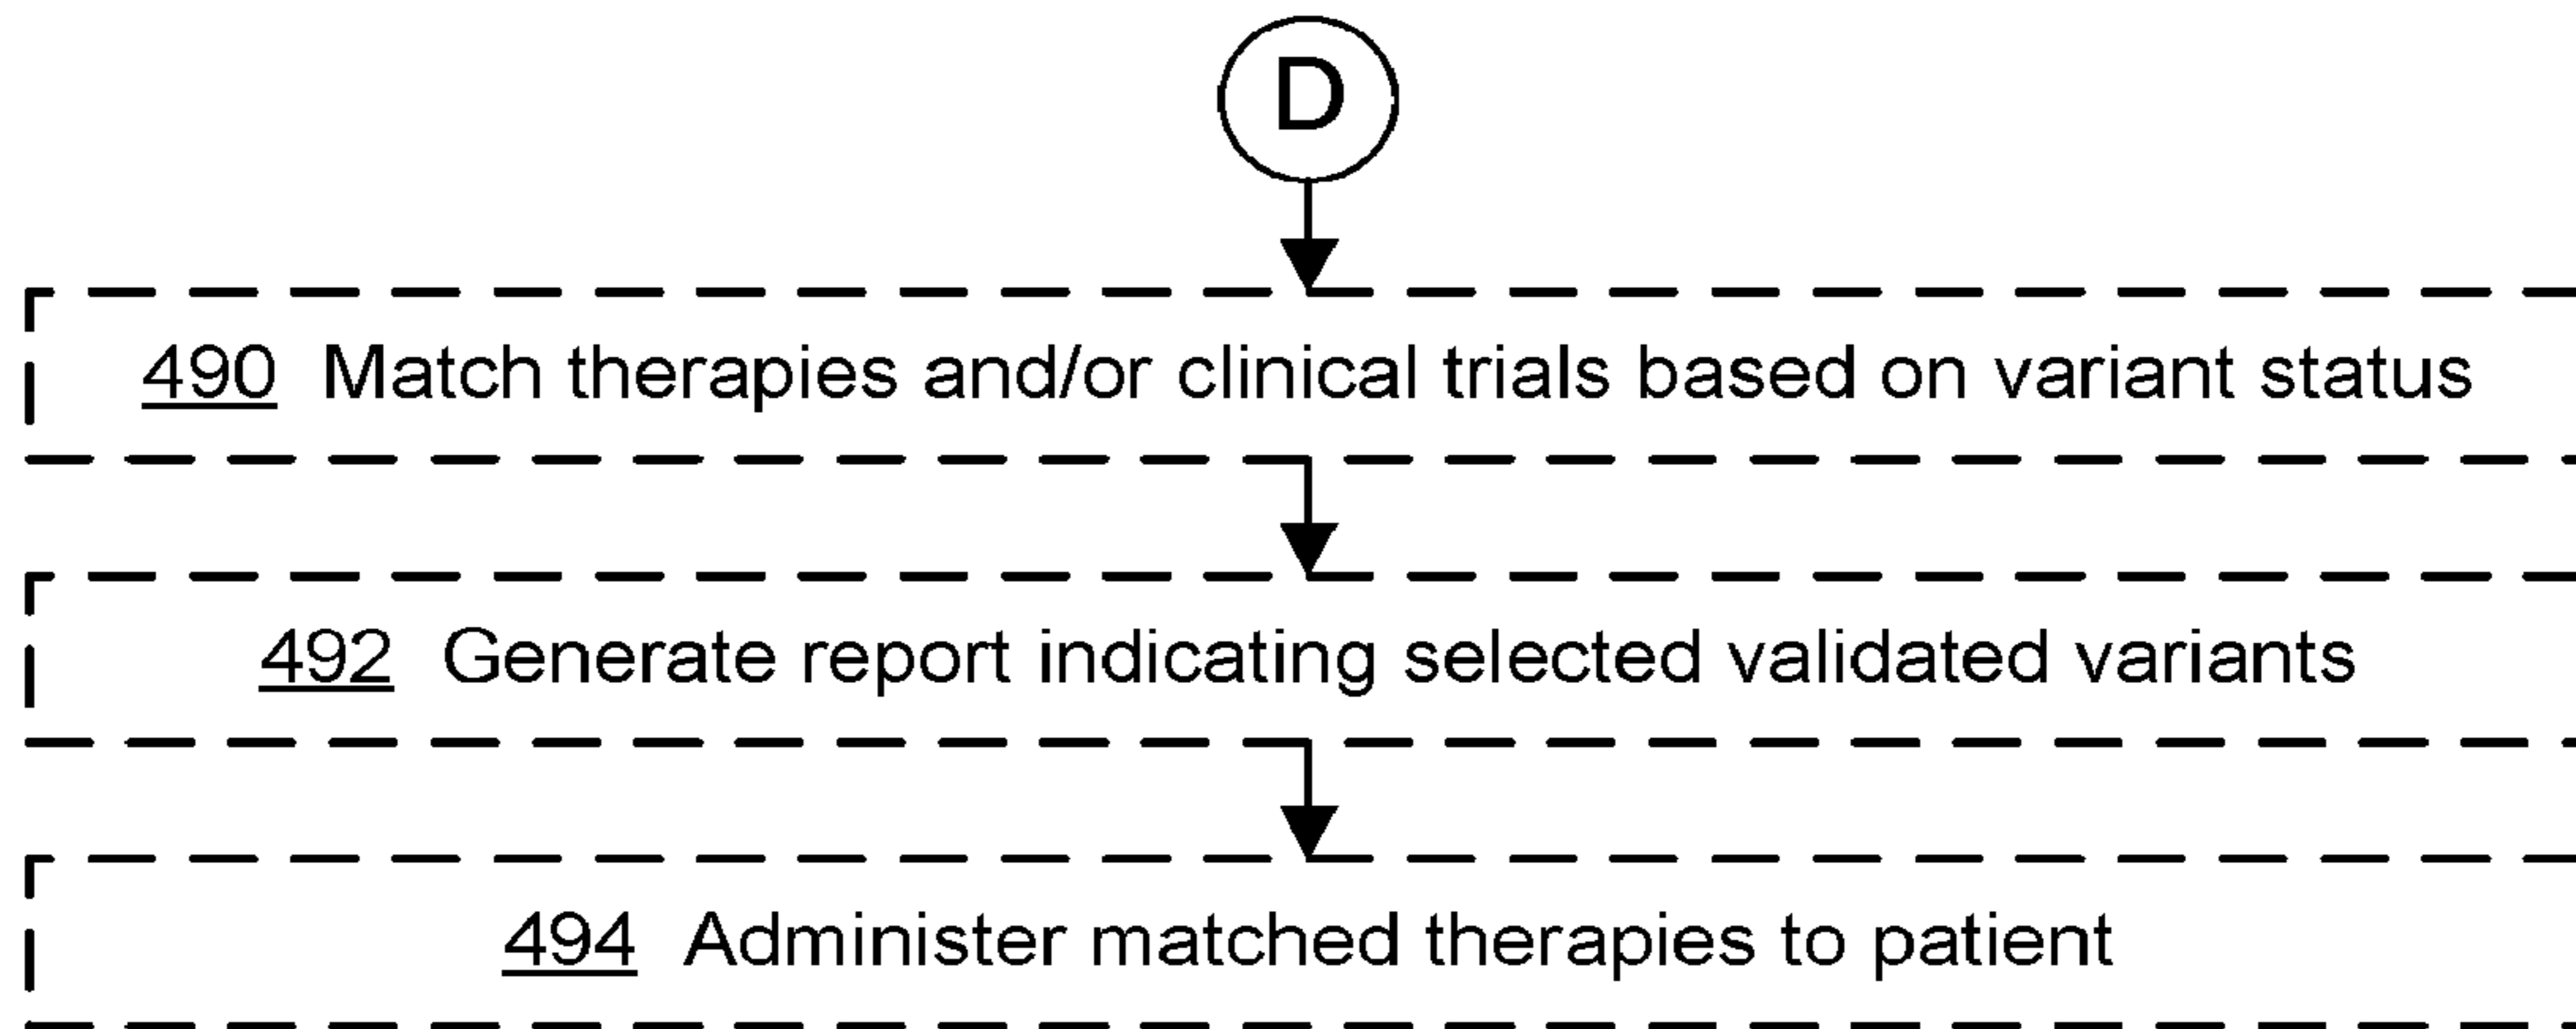 D
490 Match therapies and/or clinical trials based on variant status
492 Generate report indicating selected validated variants
494 Administer matched therapies to patient